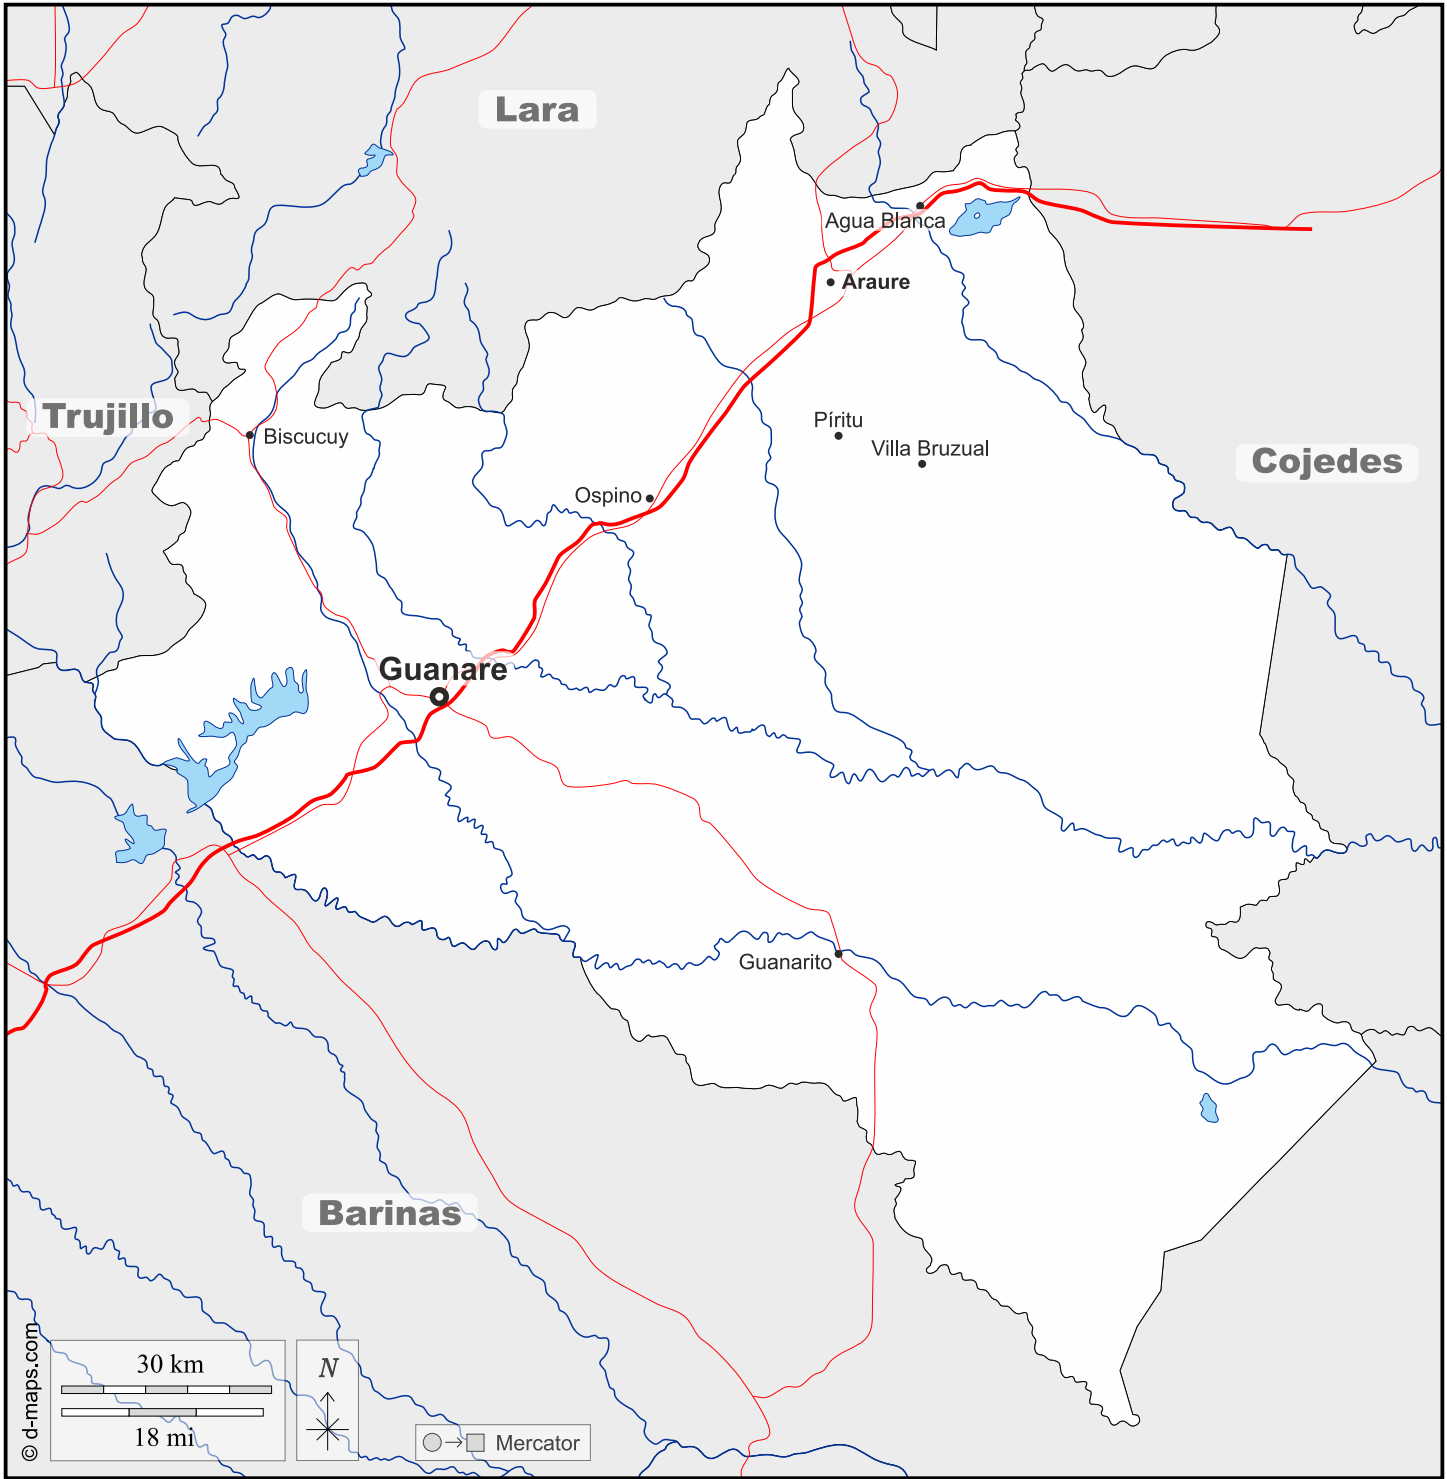 Lara
Agua Blanca
Araure
Trujillo
Biscucuy
Píritu
Villa Bruzual
Cojedes
Ospino
Guanare
Guanarito
Barinas
30 km
18 mi
N
Mercator
© d-maps.com